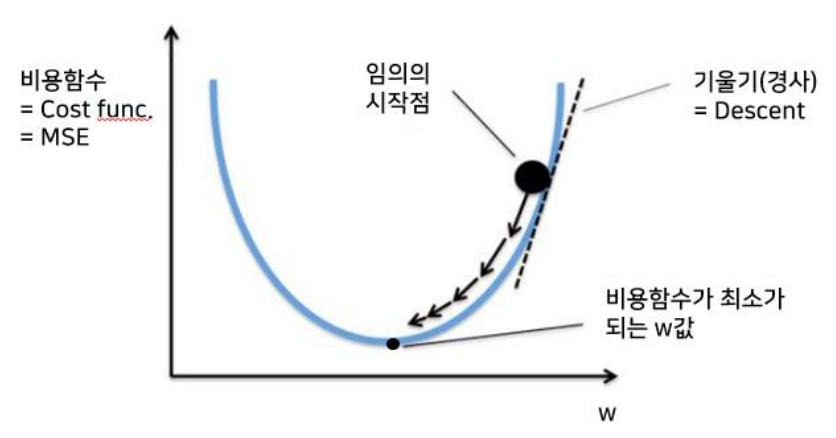 비용함수
= Cost func.
= MSE
임의의
시작점
기울기(경사)
= Descent
비용함수가 최소가
되는 w값
w